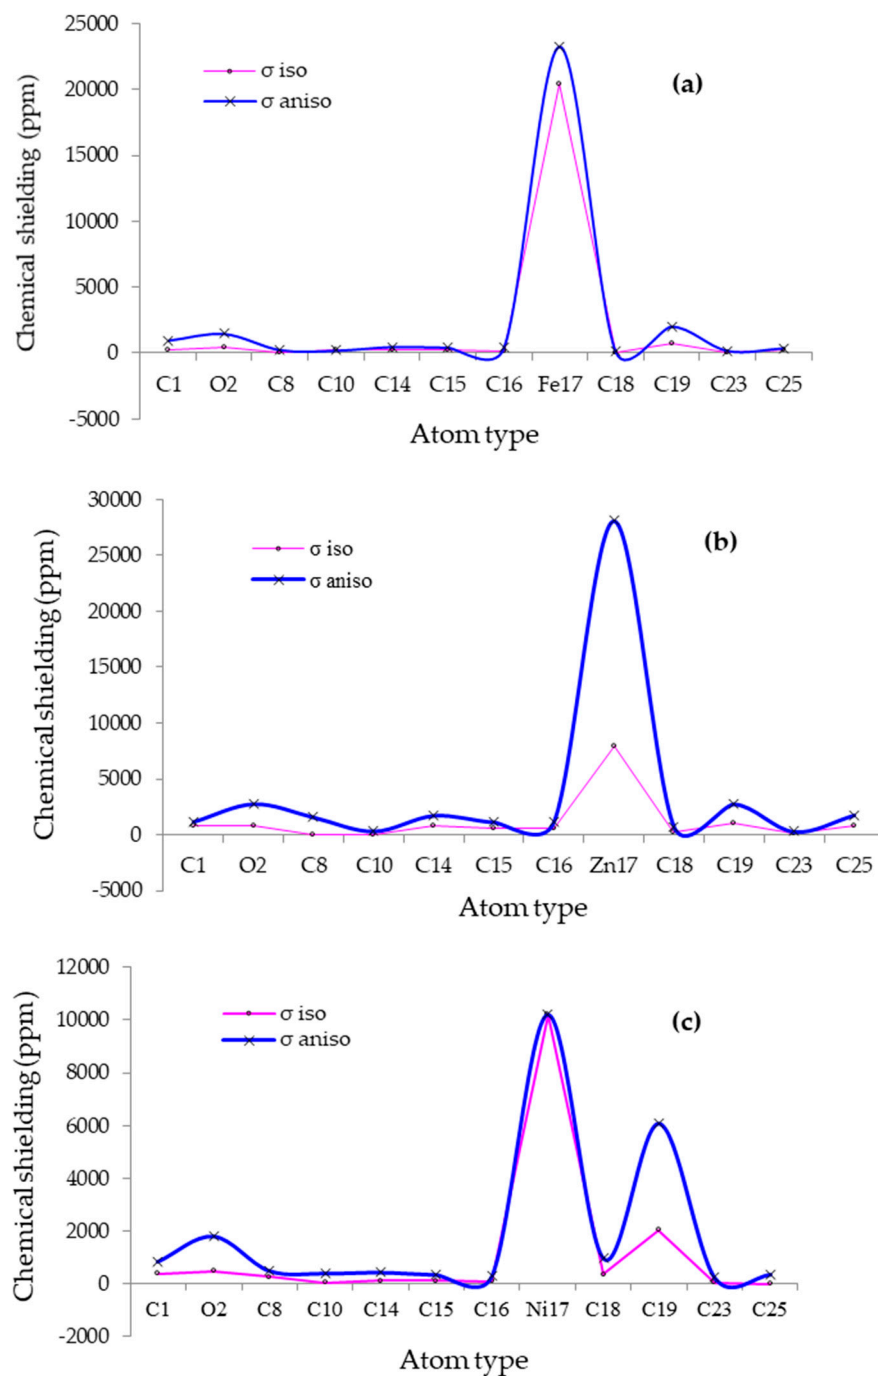 25000
20000
15000
10000
5000
0
-5000
Chemical shielding (ppm)
σ iso
σ aniso
(a)
C1 O2 C8 C10 C14 C15 C16 Fe17 C18 C19 C23 C25
Atom type
30000
25000
20000
15000
10000
5000
0
-5000
Chemical shielding (ppm)
σ iso
σ aniso
(b)
C1 O2 C8 C10 C14 C15 C16 Zn17 C18 C19 C23 C25
Atom type
12000
10000
8000
6000
4000
2000
0
-2000
Chemical shielding (ppm)
σ iso
σ aniso
(c)
C1 O2 C8 C10 C14 C15 C16 Ni17 C18 C19 C23 C25
Atom type